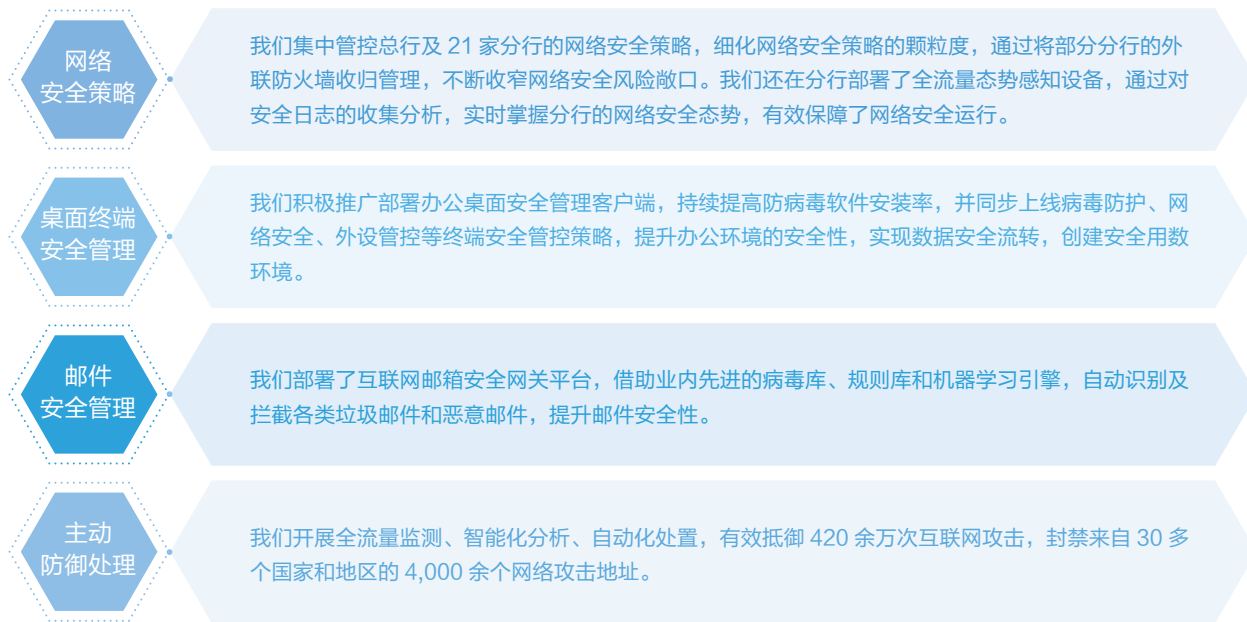 网络
安全策略
我们集中管控总行及 21 家分行的网络安全策略，细化网络安全策略的颗粒度，通过将部分分行的外
联防火墙收归管理，不断收窄网络安全风险敞口。我们还在分行部署了全流量态势感知设备，通过对
安全日志的收集分析，实时掌握分行的网络安全态势，有效保障了网络安全运行。
桌面终端
安全管理
我们积极推广部署办公桌面安全管理客户端，持续提高防病毒软件安装率，并同步上线病毒防护、网
络安全、外设管控等终端安全管控策略，提升办公环境的安全性，实现数据安全流转，创建安全用数
环境。
邮件
安全管理
我们部署了互联网邮箱安全网关平台，借助业内先进的病毒库、规则库和机器学习引擎，自动识别及
拦截各类垃圾邮件和恶意邮件，提升邮件安全性。
主动
防御处理
我们开展全流量监测、智能化分析、自动化处置，有效抵御 420 余万次互联网攻击，封禁来自 30 多
个国家和地区的 4,000 余个网络攻击地址。